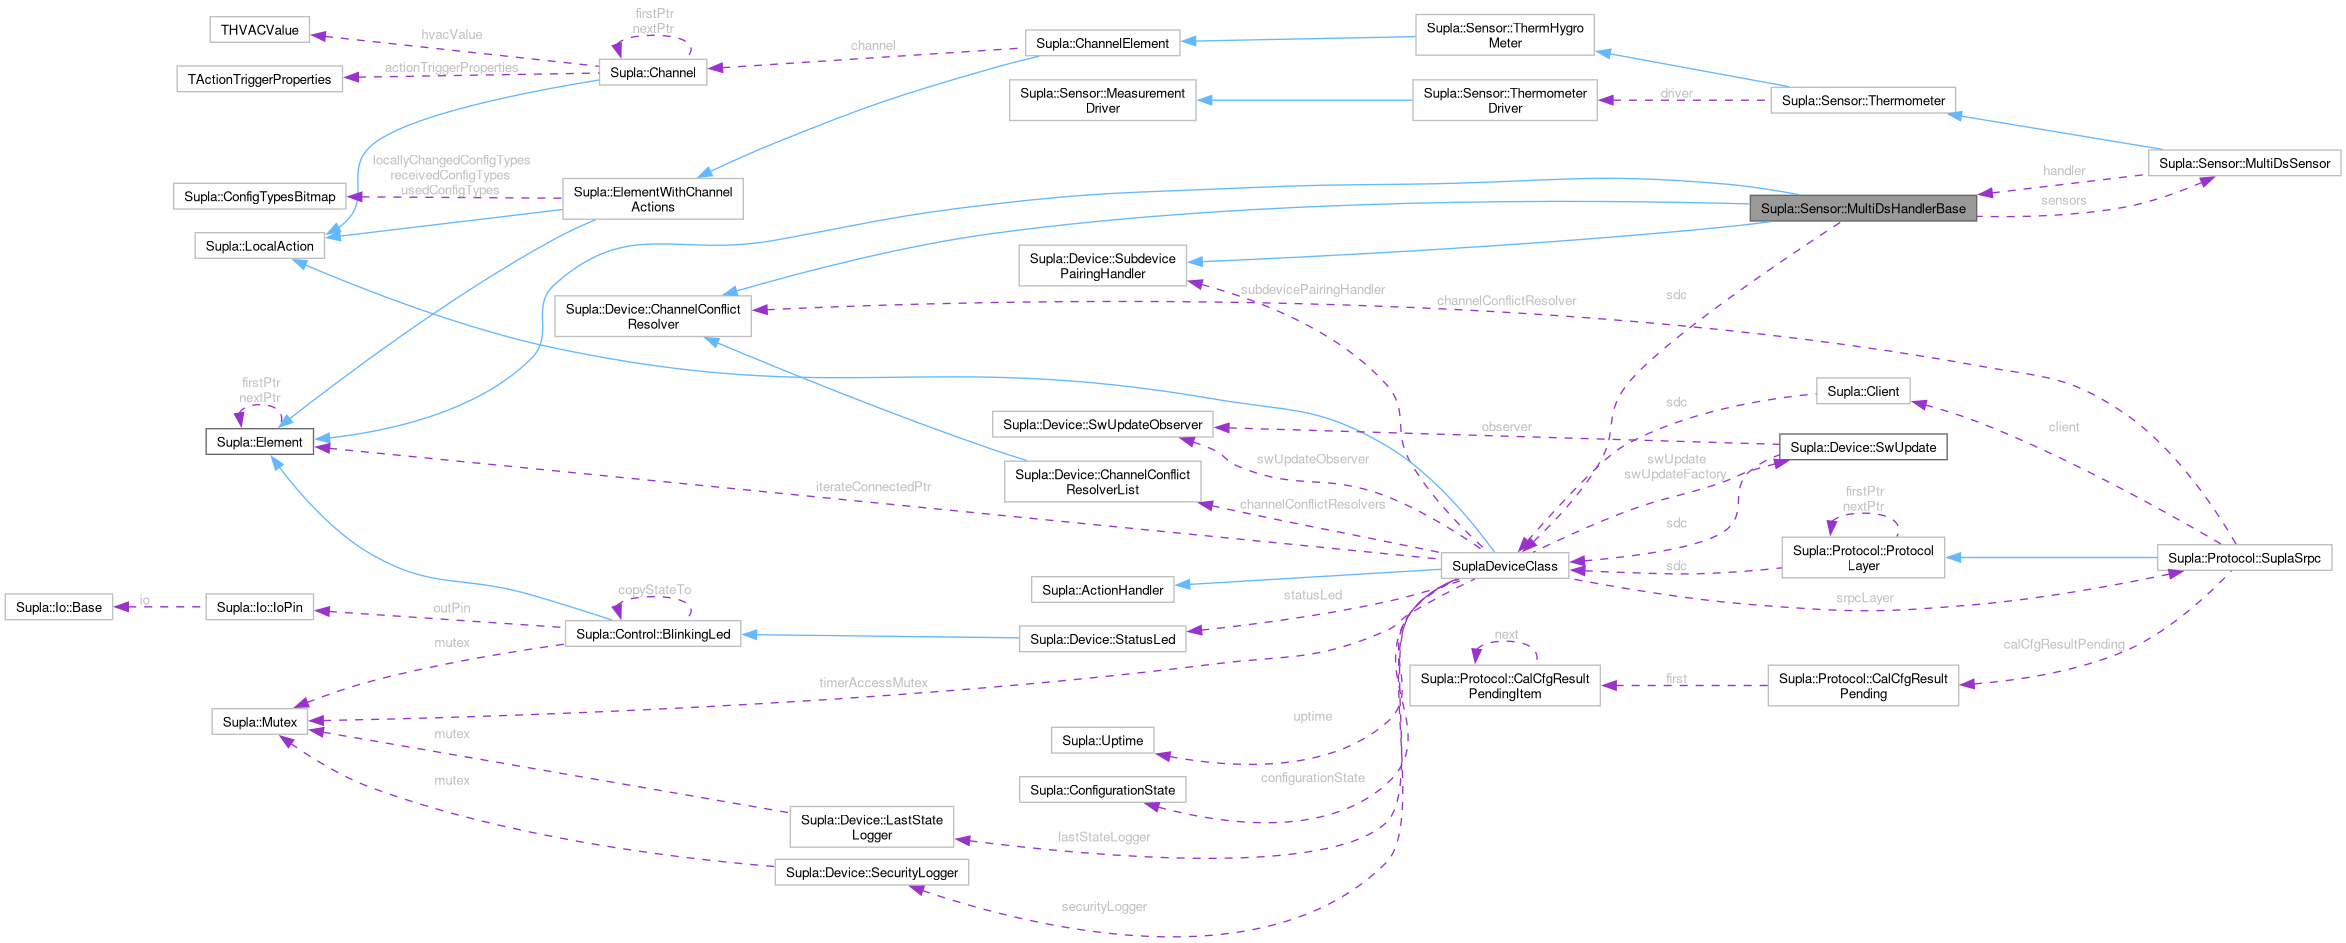 THVACValue
TActionTriggerProperties
hvacValue
actionTriggerProperties
firstPtr
nextPtr
Supla::Channel
channel
Supla::ChannelElement
Supla::Sensor::ThermHygro
Meter
Supla::Sensor::Measurement
Driver
Supla::Sensor::Thermometer
Driver
driver
Supla::Sensor::Thermometer
Supla::Sensor::MultiDsSensor
handler
sensors
Supla::Sensor::MultiDsHandlerBase
Supla::ConfigTypesBitmap
locallyChangedConfigTypes
receivedConfigTypes
usedConfigTypes
Supla::ElementWithChannel
Actions
Supla::LocalAction
Supla::Device::Subdevice
PairingHandler
subdevicePairingHandler
sdc
channelConflictResolver
Supla::Device::ChannelConflict
Resolver
firstPtr
nextPtr
Supla::Element
Supla::Device::SwUpdateObserver
observer
swUpdateObserver
Supla::Client
sdc
client
Supla::Device::SwUpdate
swUpdate
swUpdateFactory
Supla::Device::ChannelConflict
ResolverList
channelConflictResolvers
iterateConnectedPtr
sdc
firstPtr
nextPtr
Supla::Protocol::Protocol
Layer
sdc
Supla::Protocol::SuplaSrpc
srpcLayer
SuplaDeviceClass
Supla::ActionHandler
statusLed
Supla::Io::Base
io
Supla::Io::IoPin
outPin
copyStateTo
Supla::Control::BlinkingLed
Supla::Device::StatusLed
mutex
timerAccessMutex
next
Supla::Protocol::CalCfgResult
PendingItem
first
Supla::Protocol::CalCfgResult
Pending
calCfgResultPending
Supla::Mutex
mutex
mutex
Supla::Uptime
uptime
Supla::ConfigurationState
configurationState
Supla::Device::LastState
Logger
lastStateLogger
Supla::Device::SecurityLogger
securityLogger